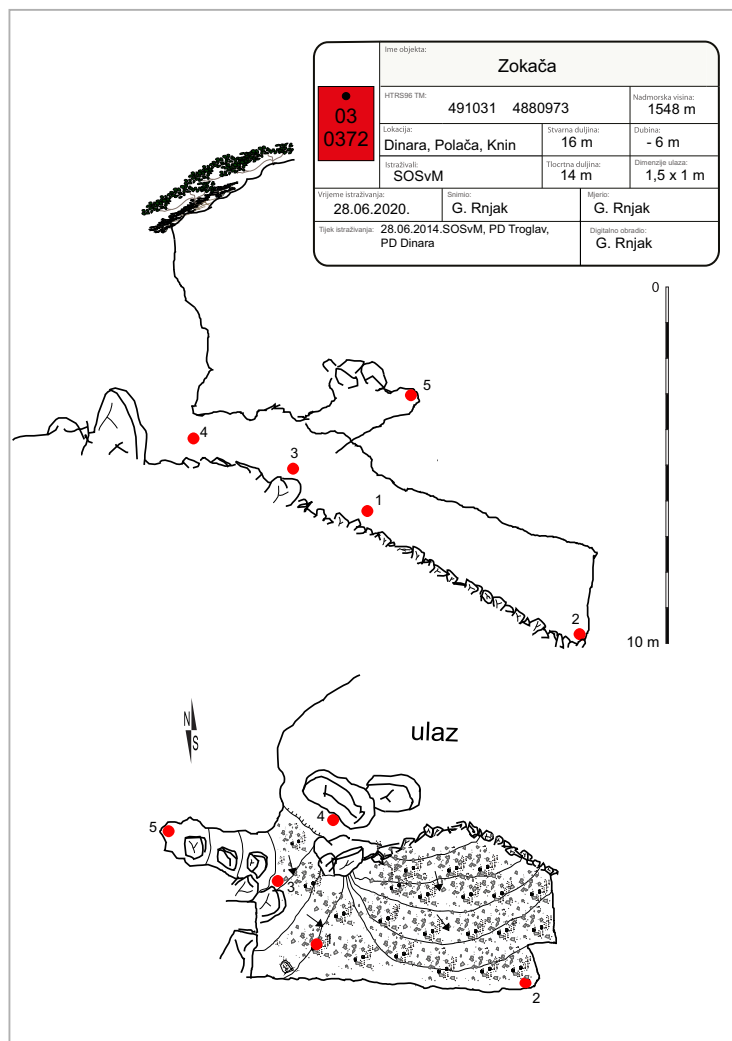 Ime objekta:
Zokača
03
0372
HTRS96 TM:
491031 4880973
Nadmorska visina:
1548 m
Lokacija:
Dinara, Polača, Knin
Stvarna duljina:
16 m
Dubina:
- 6 m
Istraživali:
SOSvM
Tlocrtna duljina:
14 m
Dimenzije ulaza:
1,5 x 1 m
Vrijeme istraživanja:
28.06.2020.
Snimio:
G. Rnjak
Mjerio:
G. Rnjak
Tijek istraživanja: 28.06.2014.SOSvM, PD Troglav,
PD Dinara
Digitalno obradio:
G. Rnjak
0
5
4
3
1
2
10 m
N
S
ulaz
5
4
3
1
2